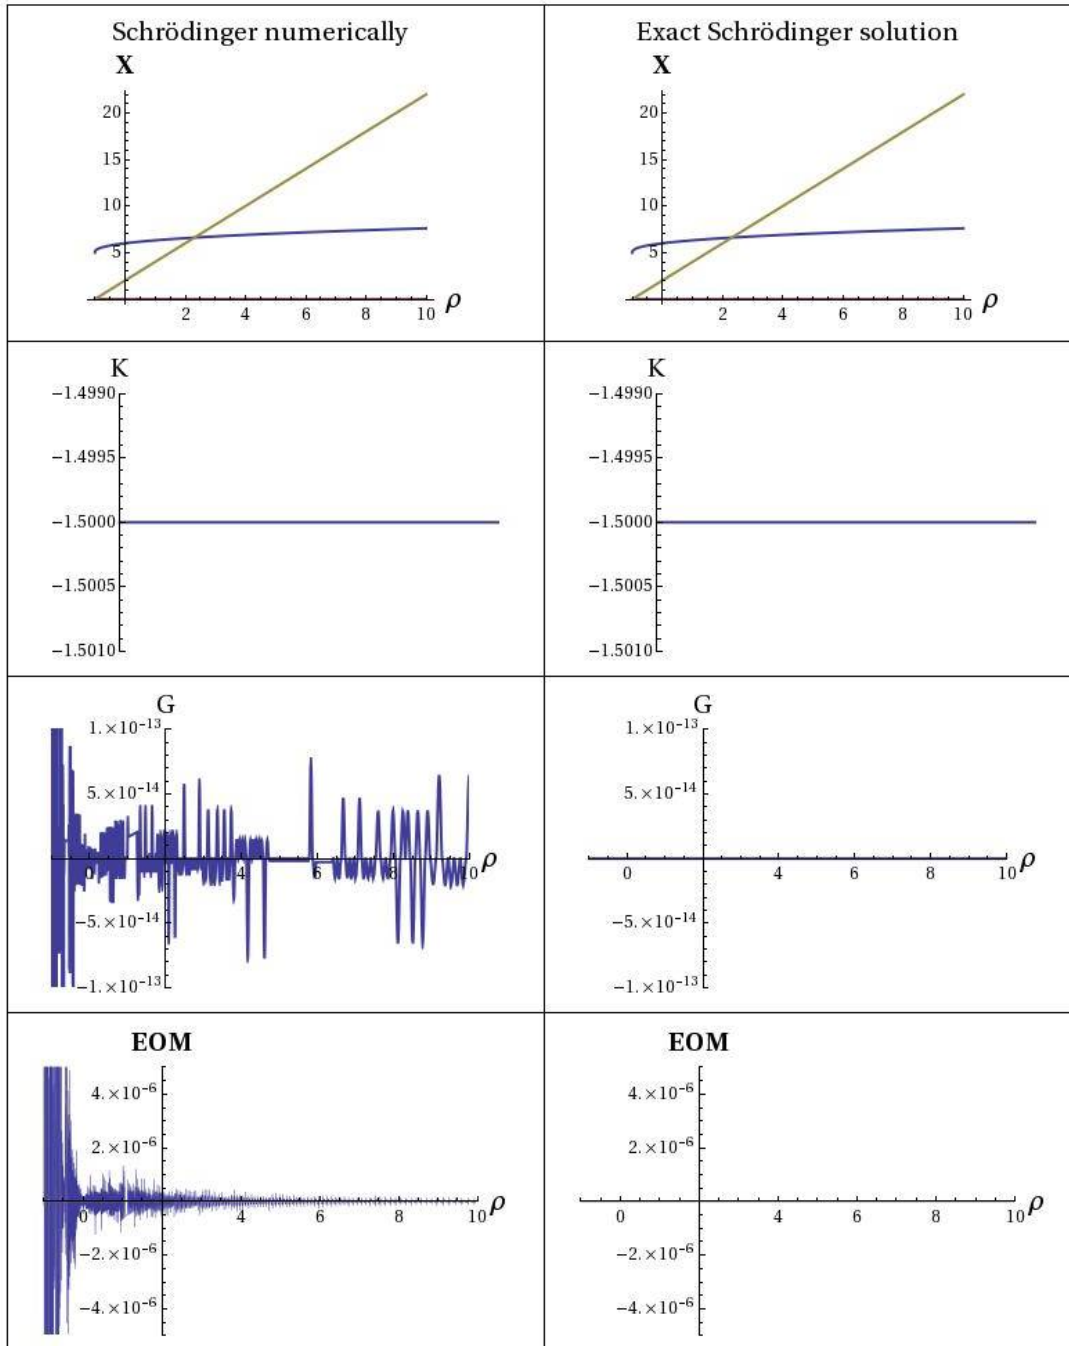 Schrödinger numerically
X
20
15
10
5
2 4 6 8 10 ρ
Exact Schrödinger solution
X
20
15
10
5
2 4 6 8 10 ρ
K
−1.4990
−1.4995
−1.5000
−1.5005
−1.5010
K
−1.4990
−1.4995
−1.5000
−1.5005
−1.5010
G
1.×10⁻¹³
5.×10⁻¹⁴
0 4 6 8 10 ρ
−5.×10⁻¹⁴
−1.×10⁻¹³
G
1.×10⁻¹³
5.×10⁻¹⁴
0 4 6 8 10 ρ
−5.×10⁻¹⁴
−1.×10⁻¹³
EOM
4.×10⁻⁶
2.×10⁻⁶
0 4 6 8 10 ρ
−2.×10⁻⁶
−4.×10⁻⁶
EOM
4.×10⁻⁶
2.×10⁻⁶
0 4 6 8 10 ρ
−2.×10⁻⁶
−4.×10⁻⁶